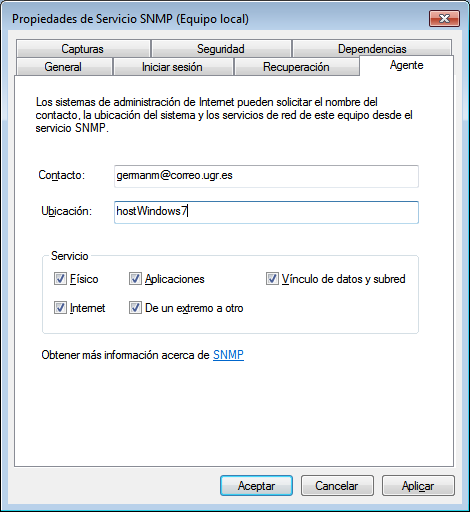 Propiedades de Servicio SNMP (Equipo local)
Capturas Seguridad Dependencias
General Iniciar sesión Recuperación Agente
Los sistemas de administración de Internet pueden solicitar el nombre del
contacto, la ubicación del sistema y los servicios de red de este equipo desde el
servicio SNMP.
Contacto: germanm@correo.ugr.es
Ubicación: hostWindows7
Servicio
Físico Aplicaciones Vínculo de datos y subred
Internet De un extremo a otro
Obtener más información acerca de SNMP
Aceptar Cancelar Aplicar